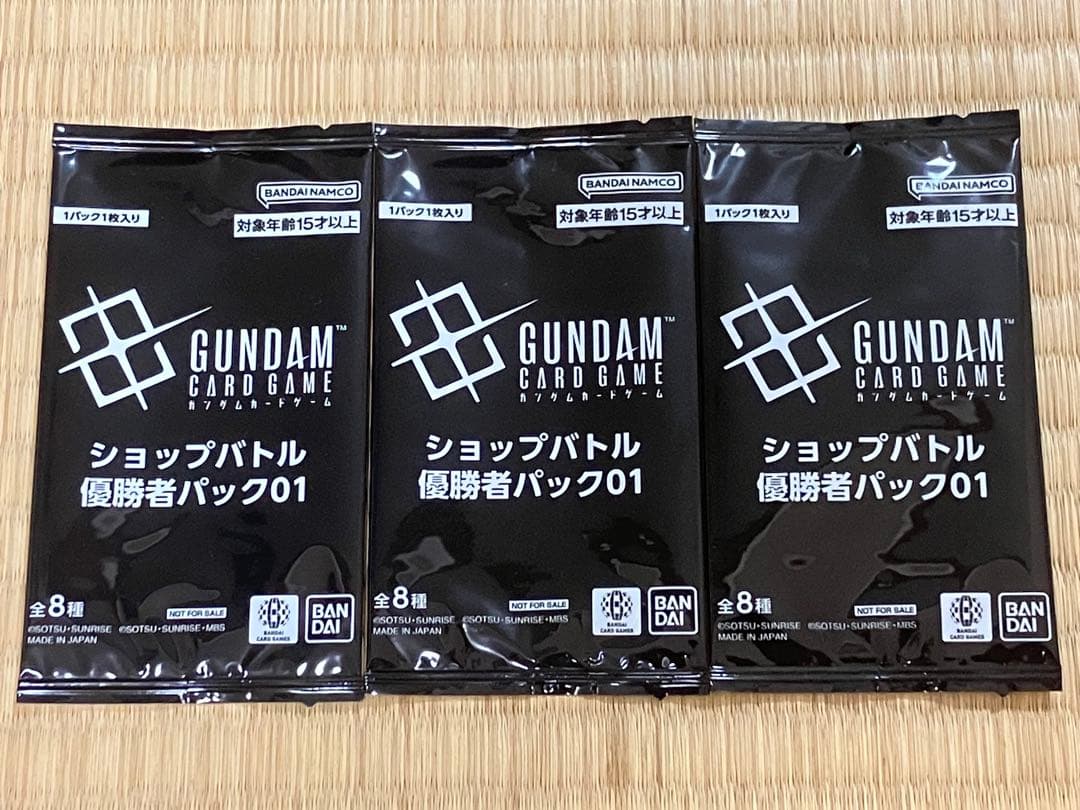 BANDAI NAMCO
1パック1枚入り
対象年齢15才以上
GUNDAM™
CARD GAME
ガンダムカードゲーム
ショップバトル
優勝者パック01
全8種
NOT FOR SALE
©SOTSU・SUNRISE ©SOTSU・SUNRISE・MBS
MADE IN JAPAN
BANDAI
CARD GAMES
BAN
DAI
BANDAI NAMCO
1パック1枚入り
対象年齢15才以上
GUNDAM™
CARD GAME
ガンダムカードゲーム
ショップバトル
優勝者パック01
全8種
NOT FOR SALE
©SOTSU・SUNRISE ©SOTSU・SUNRISE・MBS
MADE IN JAPAN
BANDAI
CARD GAMES
BAN
DAI
BANDAI NAMCO
1パック1枚入り
対象年齢15才以上
GUNDAM™
CARD GAME
ガンダムカードゲーム
ショップバトル
優勝者パック01
全8種
NOT FOR SALE
©SOTSU・SUNRISE ©SOTSU・SUNRISE・MBS
MADE IN JAPAN
BANDAI
CARD GAMES
BAN
DAI